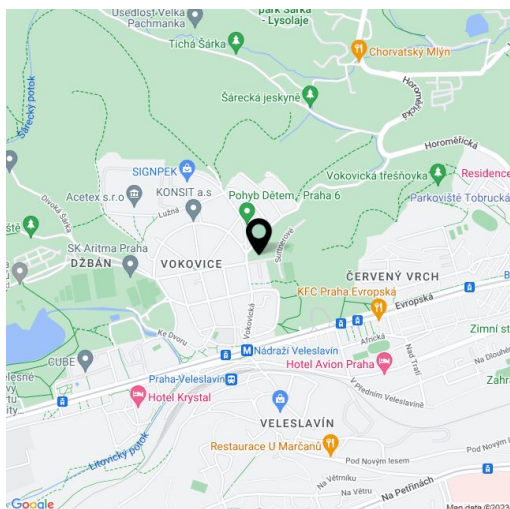 Usedlost Velká
Pachmanka
park Šárka
- Lysolaje
Tichá Šárka
Chorvatský Mlýn
Šárecká jeskyně
Horoměřická
Šárecký potok
Horoměřická
SIGNPEK
Vokovická třešňovka
Residence
Acetex s.r.o
KONSIT a.s
Pohyb Dětem, Praha 6
Parkoviště Tobrucká
Lužná
Divoká Šárka
iště
SK Aritma Praha
DŽBÁN
VOKOVICE
ČERVENÝ VRCH
KFC Praha Evropská
Evropská
Vokovická
Ke Dvoru
Africká
Zimní st
Nad Tratí
Na Dlouhé
CUBE
M Nádraží Veleslavín
Hotel Avion Praha
elesné
Praha-Veleslavín
Zahr
V Předním Veleslavíně
Hotel Krystal
VELESLAVÍN
Litovický potok
Restaurace U Marčanů
Pod Novým lesem
Pod Novým
Na Větrníku
Na Větru
Na Petřinách
Google
Map data ©2023